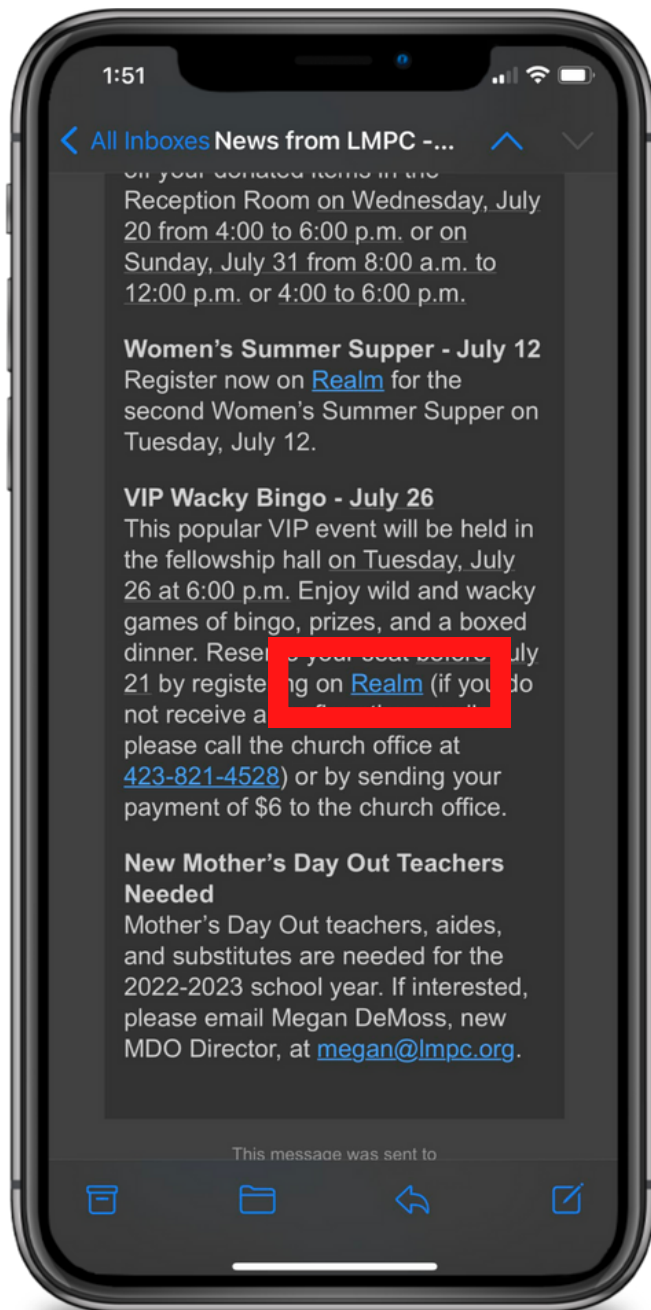 1:51
All Inboxes News from LMPC -...
Reception Room on Wednesday, July
20 from 4:00 to 6:00 p.m. or on
Sunday, July 31 from 8:00 a.m. to
12:00 p.m. or 4:00 to 6:00 p.m.
Women's Summer Supper - July 12
Register now on Realm for the
second Women's Summer Supper on
Tuesday, July 12.
VIP Wacky Bingo - July 26
This popular VIP event will be held in
the fellowship hall on Tuesday, July
26 at 6:00 p.m. Enjoy wild and wacky
games of bingo, prizes, and a boxed
dinner.
21 by on Realm (if you do
not receive a
please call the church office at
423-821-4528) or by sending your
payment of $6 to the church office.
New Mother's Day Out Teachers
Needed
Mother's Day Out teachers, aides,
and substitutes are needed for the
2022-2023 school year. If interested,
please email Megan DeMoss, new
MDO Director, at megan@lmpc.org.
This message was sent to